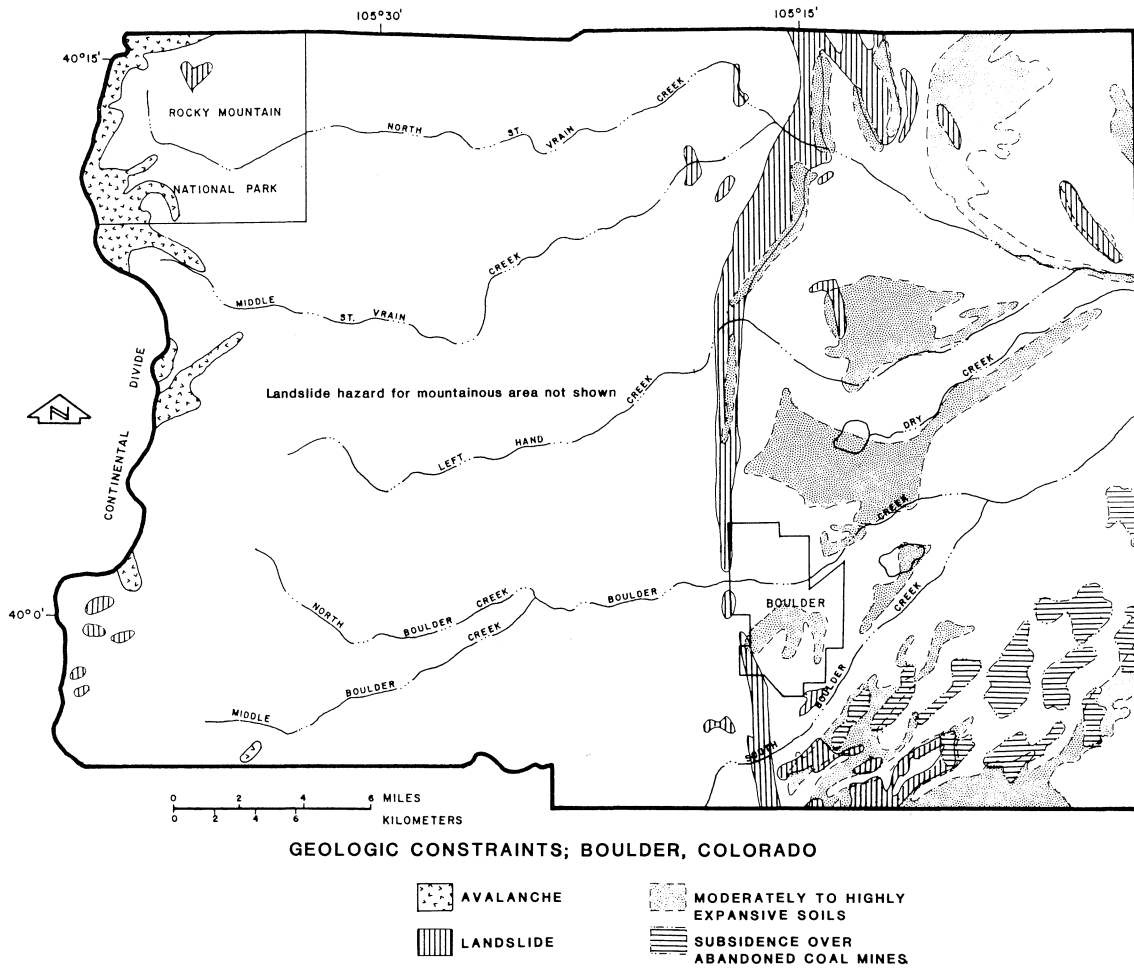 105°30'
105°15'
40°15'
ROCKY MOUNTAIN
NATIONAL PARK
NORTH ST. VRAIN CREEK
MIDDLE ST. VRAIN CREEK
CONTINENTAL DIVIDE
N
Landslide hazard for mountainous area not shown
LEFT HAND CREEK
DRY CREEK
40°0'
NORTH BOULDER CREEK
BOULDER CREEK
BOULDER
MIDDLE BOULDER CREEK
SOUTH BOULDER CREEK
0 2 4 6 MILES
0 2 4 6 KILOMETERS
GEOLOGIC CONSTRAINTS; BOULDER, COLORADO
AVALANCHE
LANDSLIDE
MODERATELY TO HIGHLY
EXPANSIVE SOILS
SUBSIDENCE OVER
ABANDONED COAL MINES